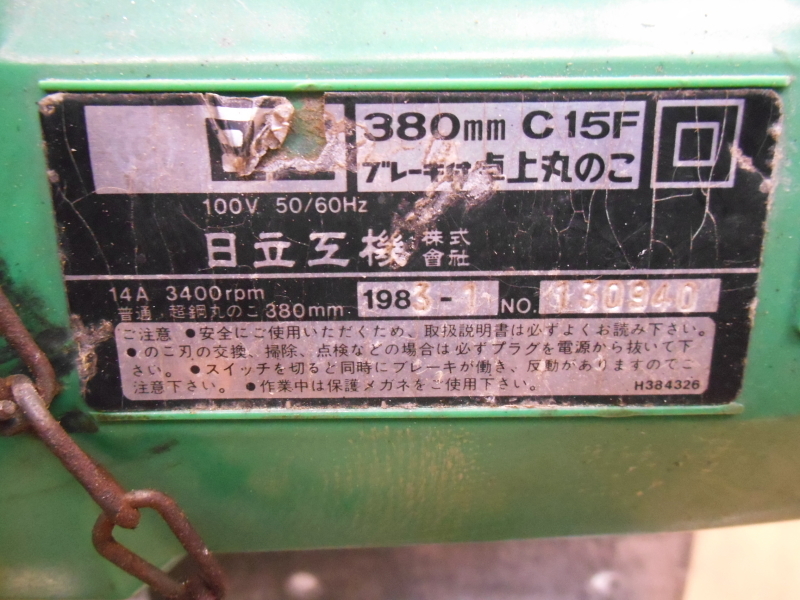 380mm C15F
ブレーキ付卓上丸のこ
100V 50/60Hz
日立工機 株式會社
14A 3400rpm
普通・超鋼丸のこ 380mm
1983-1 NO. 130940
ご注意 ●安全にご使用いただくため、取扱説明書は必ずよくお読み下さい。
●のこ刃の交換、掃除、点検などの場合は必ずプラグを電源から抜いて下
さい。 ●スイッチを切ると同時にブレーキが働き、反動がありますのでご
注意下さい。 ●作業中は保護メガネをご使用下さい。
H384326